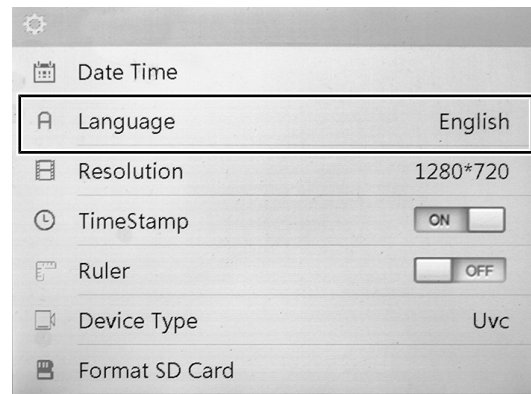 Date Time
Language English
Resolution 1280*720
TimeStamp ON
Ruler OFF
Device Type Uvc
Format SD Card